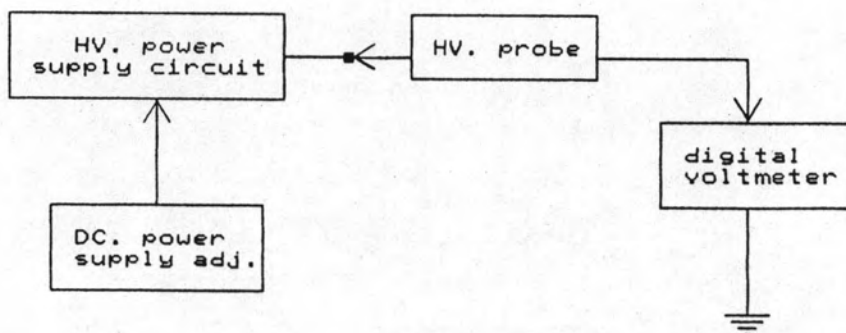 HV. power
supply circuit
HV. probe
digital
voltmeter
DC. power
supply adj.